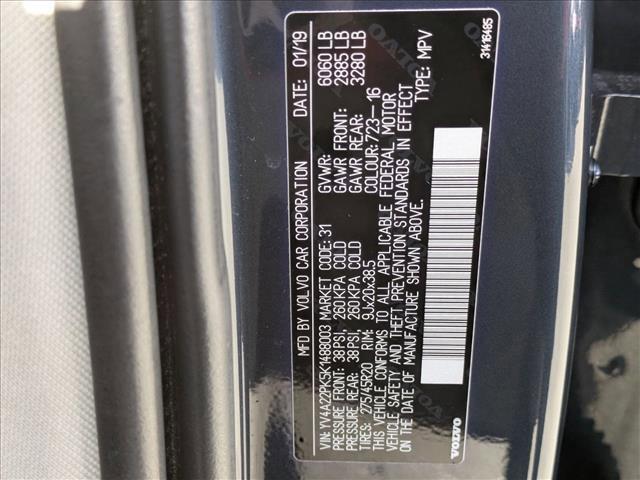 MFD BY VOLVO CAR CORPORATION DATE: 01/19
VIN: YV4A22PK5K1488003 MARKET CODE: 31 GVWR: 6060 LB
PRESSURE FRONT: 38PSI, 260KPA COLD GAWR FRONT: 2885 LB
PRESSURE REAR: 38PSI, 260KPA COLD GAWR REAR: 3280 LB
TIRES: 275/45R20 RIM: 9Jx20x38.5 COLOUR: 723-16
THIS VEHICLE CONFORMS TO ALL APPLICABLE FEDERAL MOTOR
VEHICLE SAFETY AND THEFT PREVENTION STANDARDS IN EFFECT
ON THE DATE OF MANUFACTURE SHOWN ABOVE. TYPE: MPV
VOLVO 31416485